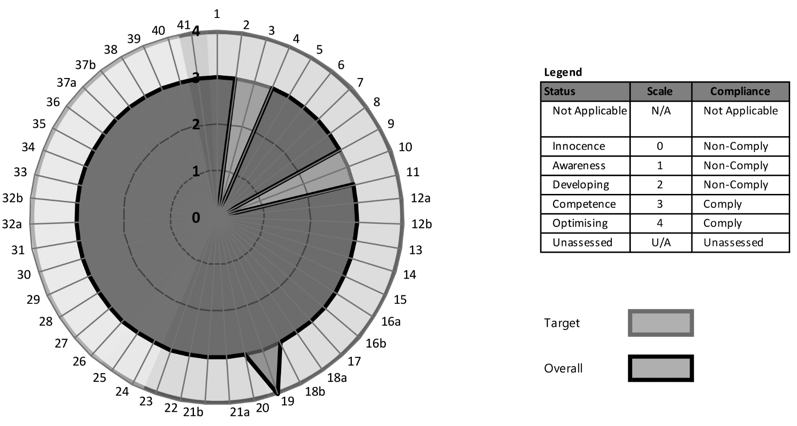 1
2
3
4
5
6
7
8
9
10
11
12a
12b
13
14
15
16a
16b
17
18a
18b
19
20
21a
21b
22
23
24
25
26
27
28
29
30
31
32a
32b
33
34
35
36
37a
37b
38
39
40
41
4
3
2
1
0
Legend
Status Scale Compliance
Not Applicable N/A Not Applicable
Innocence 0 Non-Comply
Awareness 1 Non-Comply
Developing 2 Non-Comply
Competence 3 Comply
Optimising 4 Comply
Unassessed U/A Unassessed
Target
Overall